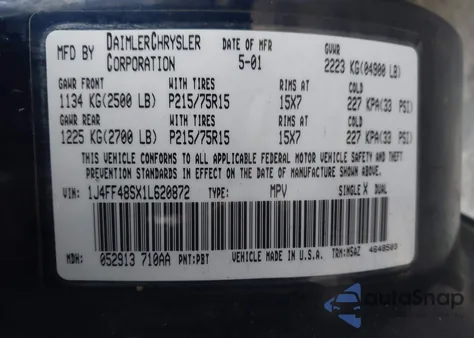 MFD BY DAIMLERCHRYSLER CORPORATION DATE OF MFR 5-01 GVWR 2223 KG(04900 LB)
GAWR FRONT WITH TIRES RIMS AT COLD
1134 KG(2500 LB) P215/75R15 15X7 227 KPA(33 PSI)
GAWR REAR WITH TIRES RIMS AT COLD
1225 KG(2700 LB) P215/75R15 15X7 227 KPA(33 PSI)
THIS VEHICLE CONFORMS TO ALL APPLICABLE FEDERAL MOTOR VEHICLE SAFETY AND THEFT
PREVENTION STANDARDS IN EFFECT ON THE DATE OF MANUFACTURE SHOWN ABOVE.
VIN: 1J4FF48SX1L620872 TYPE: MPV SINGLE X DUAL
MDH: 052913 710AA PNT:PBT VEHICLE MADE IN U.S.A. TRM:MSAZ
autoSnap